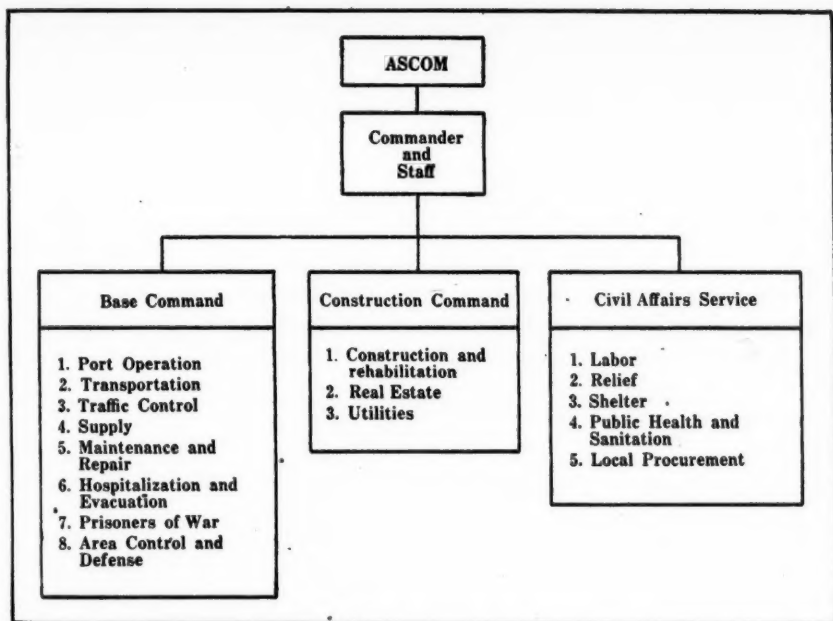 ASCOM
Commander
and
Staff
Base Command
1. Port Operation
2. Transportation
3. Traffic Control
4. Supply
5. Maintenance and
Repair
6. Hospitalization and
Evacuation
7. Prisoners of War
8. Area Control and
Defense
Construction Command
1. Construction and
rehabilitation
2. Real Estate
3. Utilities
Civil Affairs Service
1. Labor
2. Relief
3. Shelter
4. Public Health and
Sanitation
5. Local Procurement